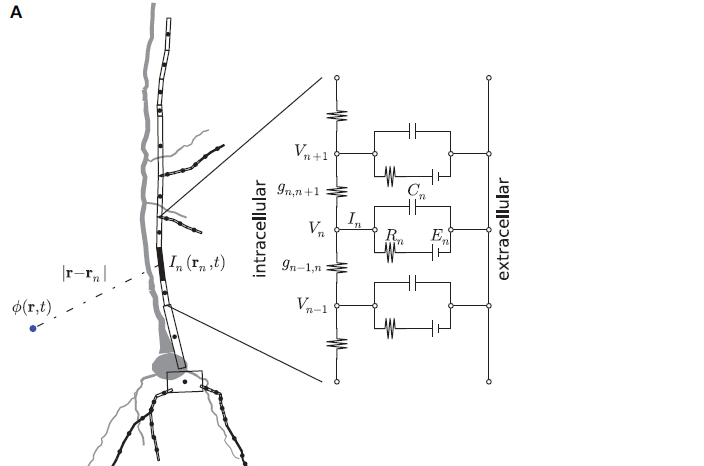 A
V_{n+1}
g_{n,n+1}
C_n
V_n
I_n
R_n
E_n
g_{n-1,n}
V_{n-1}
intracellular
extracellular
I_n(r_n,t)
|r−r_n|
ϕ(r,t)